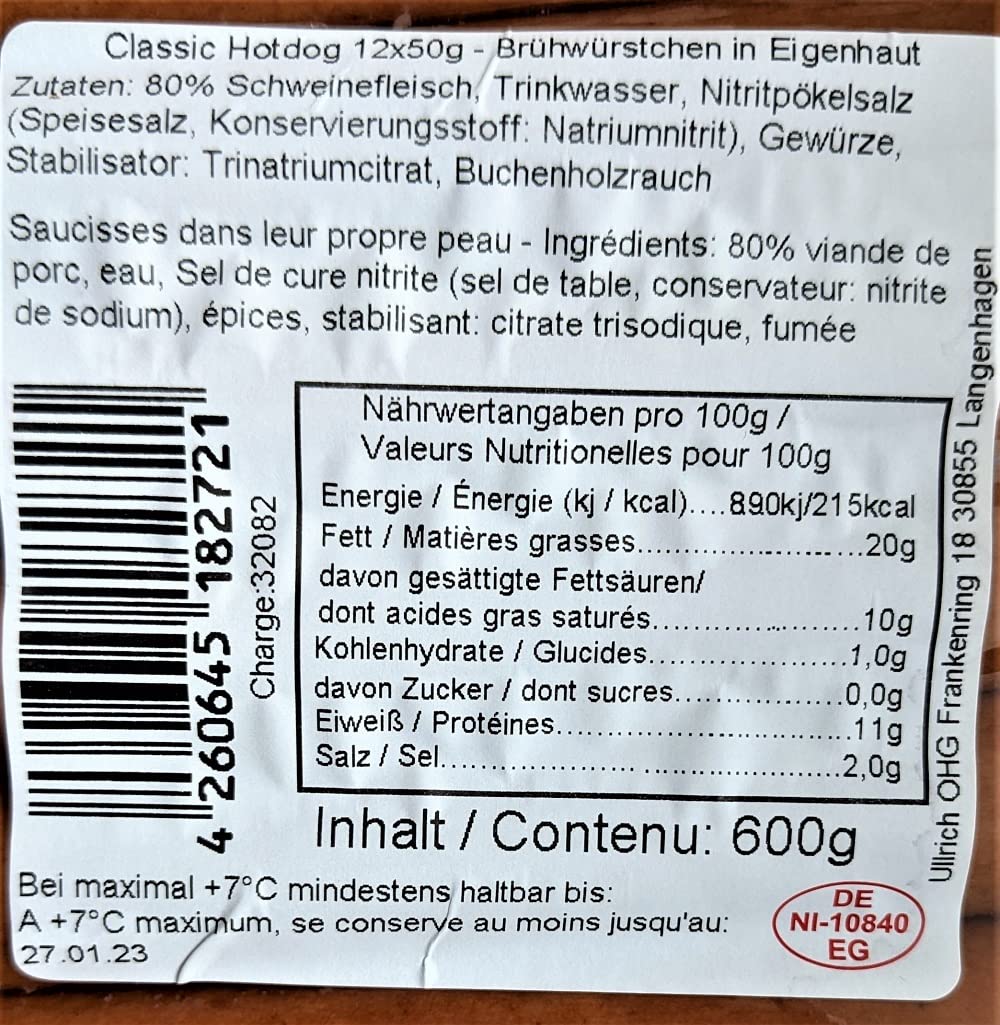 Classic Hotdog 12x50g - Brühwürstchen in Eigenhaut
Zutaten: 80% Schweinefleisch, Trinkwasser, Nitritpökelsalz
(Speisesalz, Konservierungsstoff: Natriumnitrit), Gewürze,
Stabilisator: Trinatriumcitrat, Buchenholzrauch
Saucisses dans leur propre peau - Ingrédients: 80% viande de
porc, eau, Sel de cure nitrite (sel de table, conservateur: nitrite
de sodium), épices, stabilisant: citrate trisodique, fumée
4 260645 182721
Charge:32082
Nährwertangaben pro 100g /
Valeurs Nutritionelles pour 100g
Energie / Énergie (kj / kcal)....890kj/215kcal
Fett / Matières grasses....................20g
davon gesättigte Fettsäuren/
dont acides gras saturés...................10g
Kohlenhydrate / Glucides...................1,0g
davon Zucker / dont sucres.................0,0g
Eiweiß / Protéines.........................11g
Salz / Sel.................................2,0g
Inhalt / Contenu: 600g
Ullrich OHG Frankenring 18 30855 Langenhagen
Bei maximal +7°C mindestens haltbar bis:
A +7°C maximum, se conserve au moins jusqu'au:
27.01.23
DE
NI-10840
EG